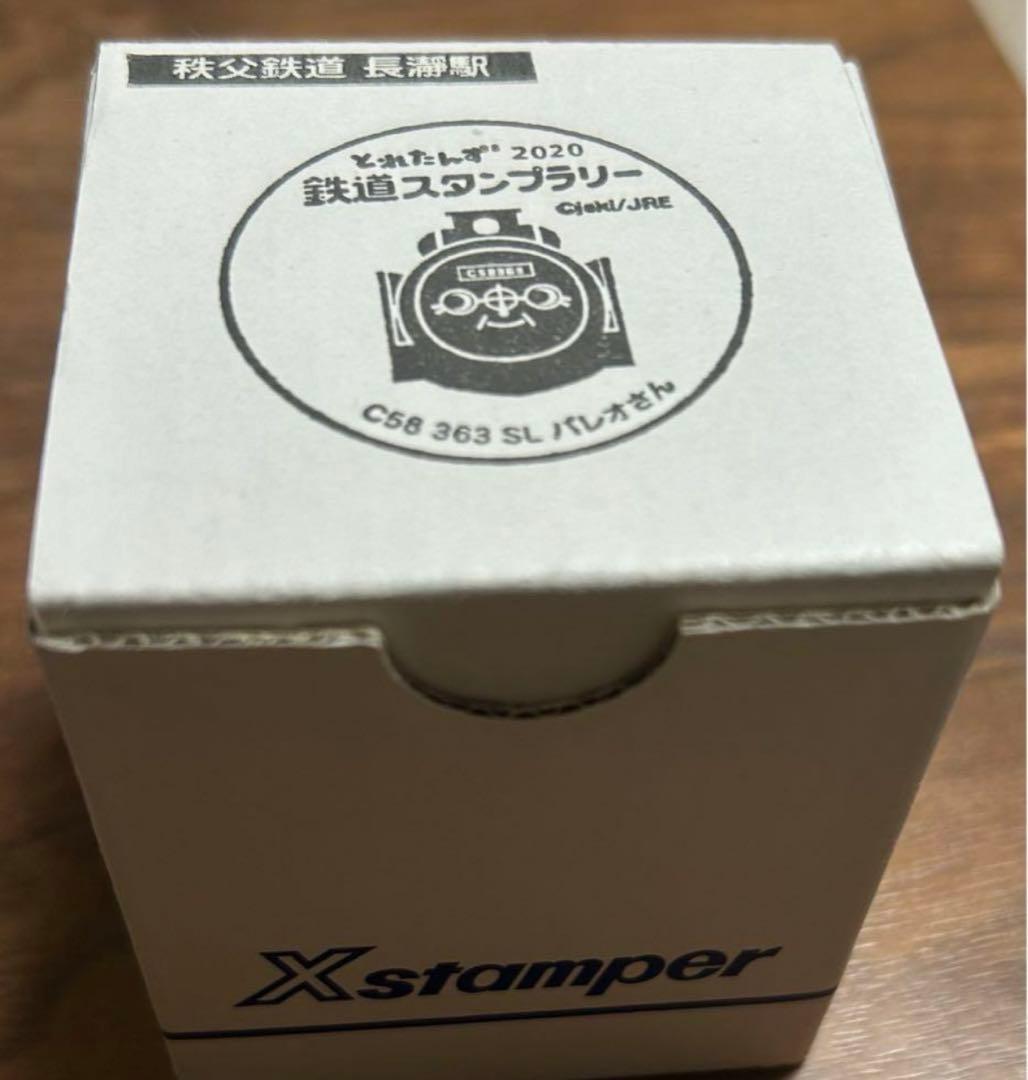 秩父鉄道 長瀞駅
とれたんず 2020
鉄道スタンプラリー
©jeki/JRE
C58363
C58 363 SL パレオさん
Xstamper